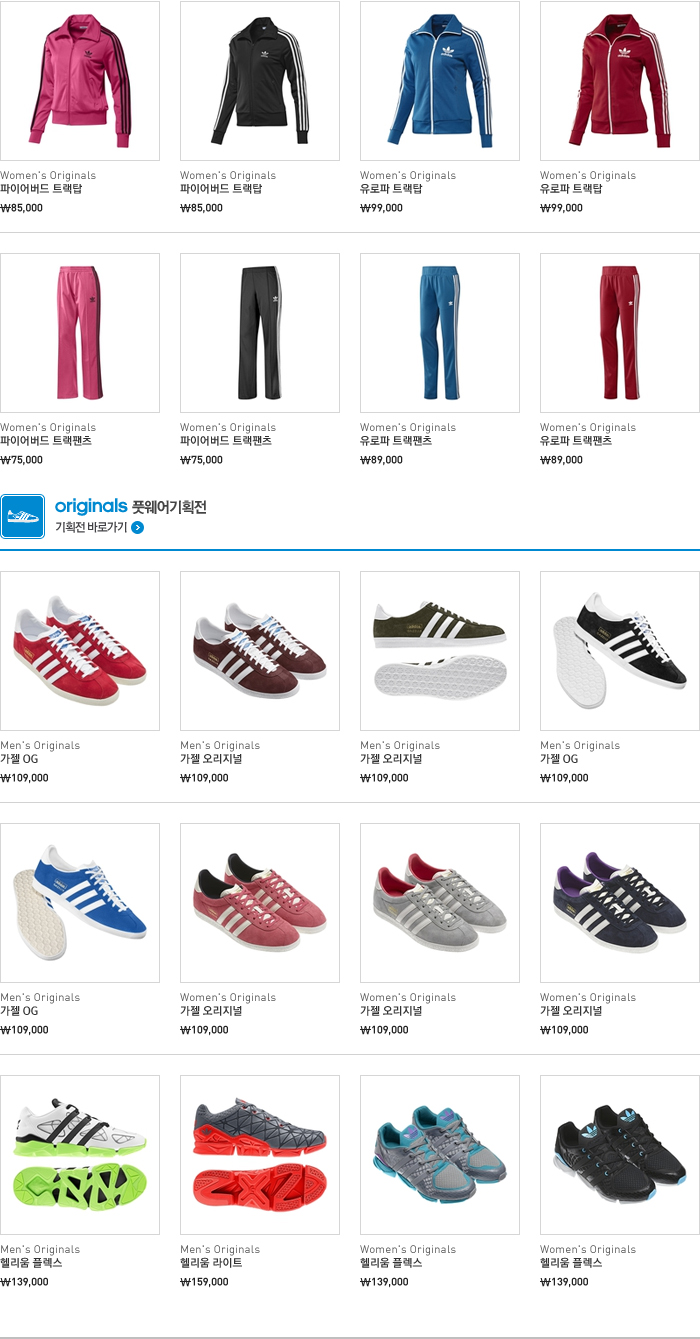 Women's Originals
파이어버드 트랙탑
₩85,000
Women's Originals
파이어버드 트랙탑
₩85,000
Women's Originals
유로파 트랙탑
₩99,000
Women's Originals
유로파 트랙탑
₩99,000
Women's Originals
파이어버드 트랙팬츠
₩75,000
Women's Originals
파이어버드 트랙팬츠
₩75,000
Women's Originals
유로파 트랙팬츠
₩89,000
Women's Originals
유로파 트랙팬츠
₩89,000
originals 풋웨어기획전
기획전 바로가기
Men's Originals
가젤 OG
₩109,000
Men's Originals
가젤 오리지널
₩109,000
Men's Originals
가젤 오리지널
₩109,000
Men's Originals
가젤 OG
₩109,000
Men's Originals
가젤 OG
₩109,000
Women's Originals
가젤 오리지널
₩109,000
Women's Originals
가젤 오리지널
₩109,000
Women's Originals
가젤 오리지널
₩109,000
Men's Originals
헬리움 플렉스
₩139,000
Men's Originals
헬리움 라이트
₩159,000
Women's Originals
헬리움 플렉스
₩139,000
Women's Originals
헬리움 플렉스
₩139,000